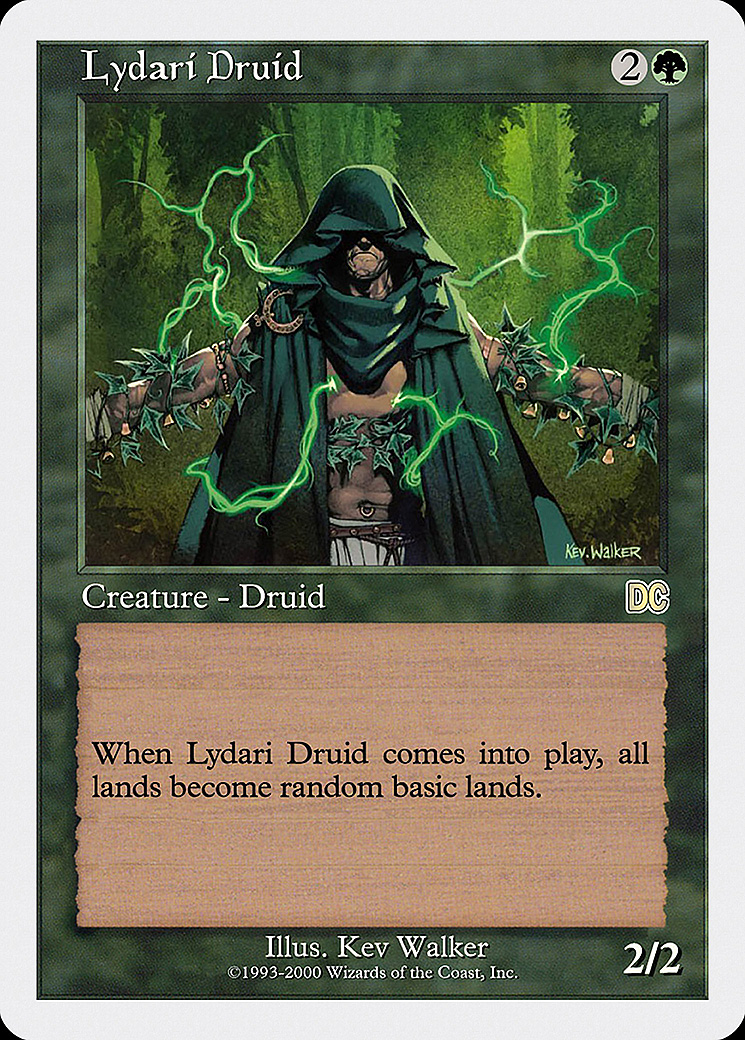 Lydari Druid 2
KEV. WALKER
Creature - Druid DC
When Lydari Druid comes into play, all
lands become random basic lands.
Illus. Kev Walker
©1993-2000 Wizards of the Coast, Inc.
2/2